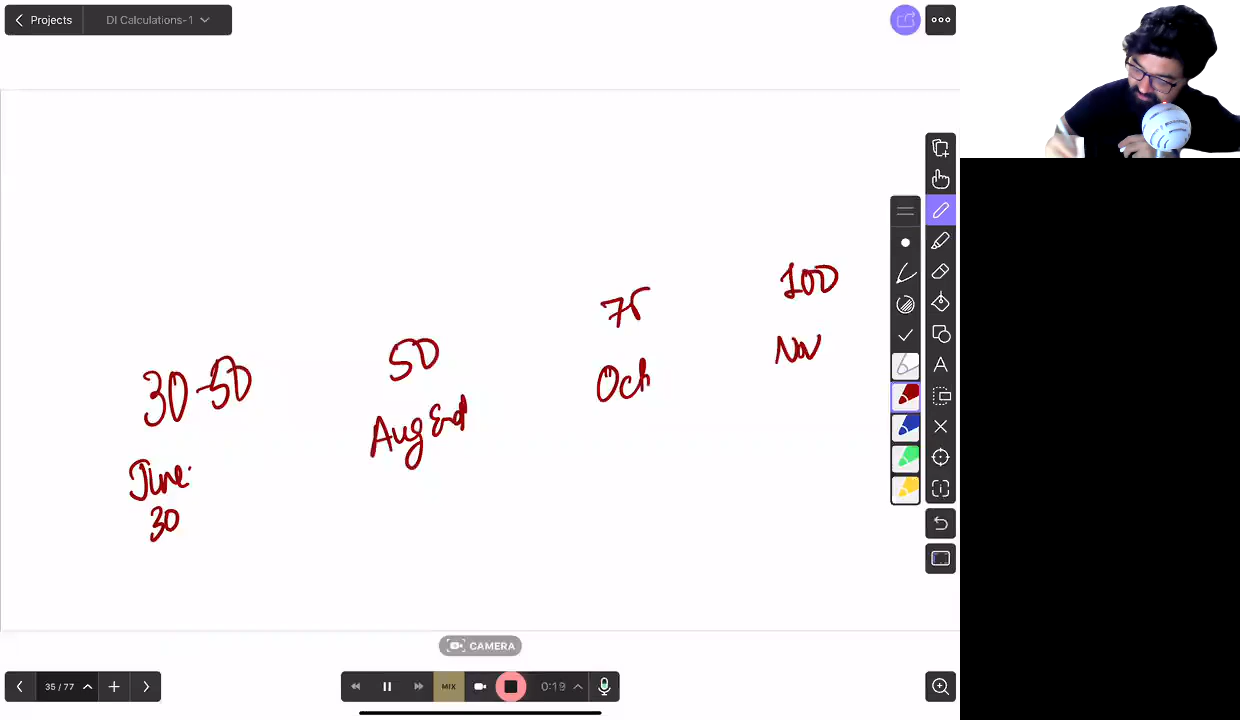 Projects
DI Calculations-1
100
75
Nov
50
30-50
Oct
Aug End
June
30
A
CAMERA
35 / 77
MIX
0:19